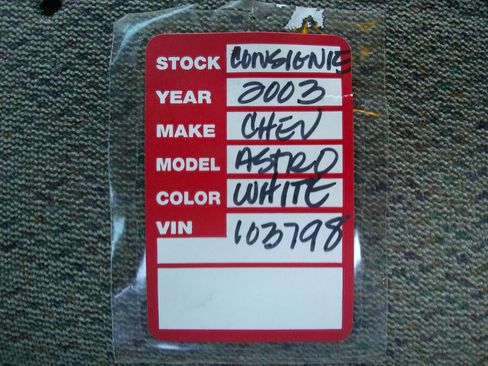 STOCK CONSIGNIE
YEAR 2003
MAKE CHEV
MODEL ASTRO
COLOR WHITE
VIN 103798